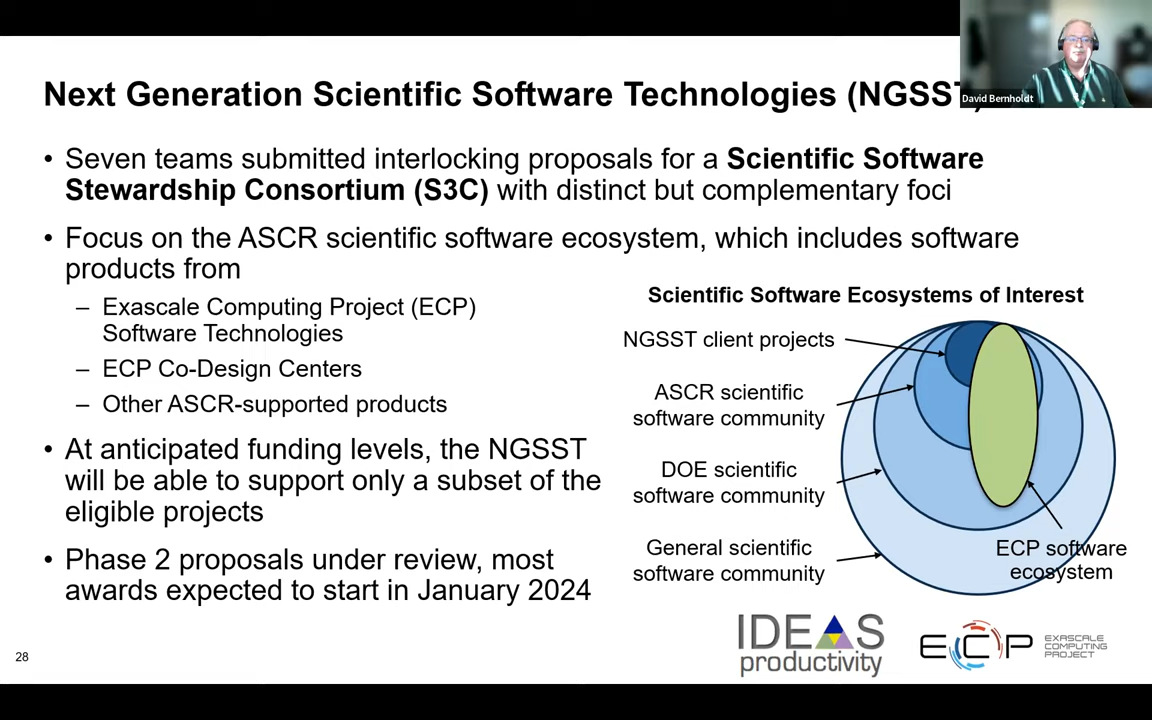 Next Generation Scientific Software Technologies (NGSST)
David Bernholdt
• Seven teams submitted interlocking proposals for a Scientific Software
Stewardship Consortium (S3C) with distinct but complementary foci
• Focus on the ASCR scientific software ecosystem, which includes software
products from
– Exascale Computing Project (ECP)
Software Technologies
– ECP Co-Design Centers
– Other ASCR-supported products
• At anticipated funding levels, the NGSST
will be able to support only a subset of the
eligible projects
• Phase 2 proposals under review, most
awards expected to start in January 2024
Scientific Software Ecosystems of Interest
NGSST client projects
ASCR scientific
software community
DOE scientific
software community
General scientific
software community
ECP software
ecosystem
28
IDEAS
productivity
ECP
EXASCALE
COMPUTING
PROJECT